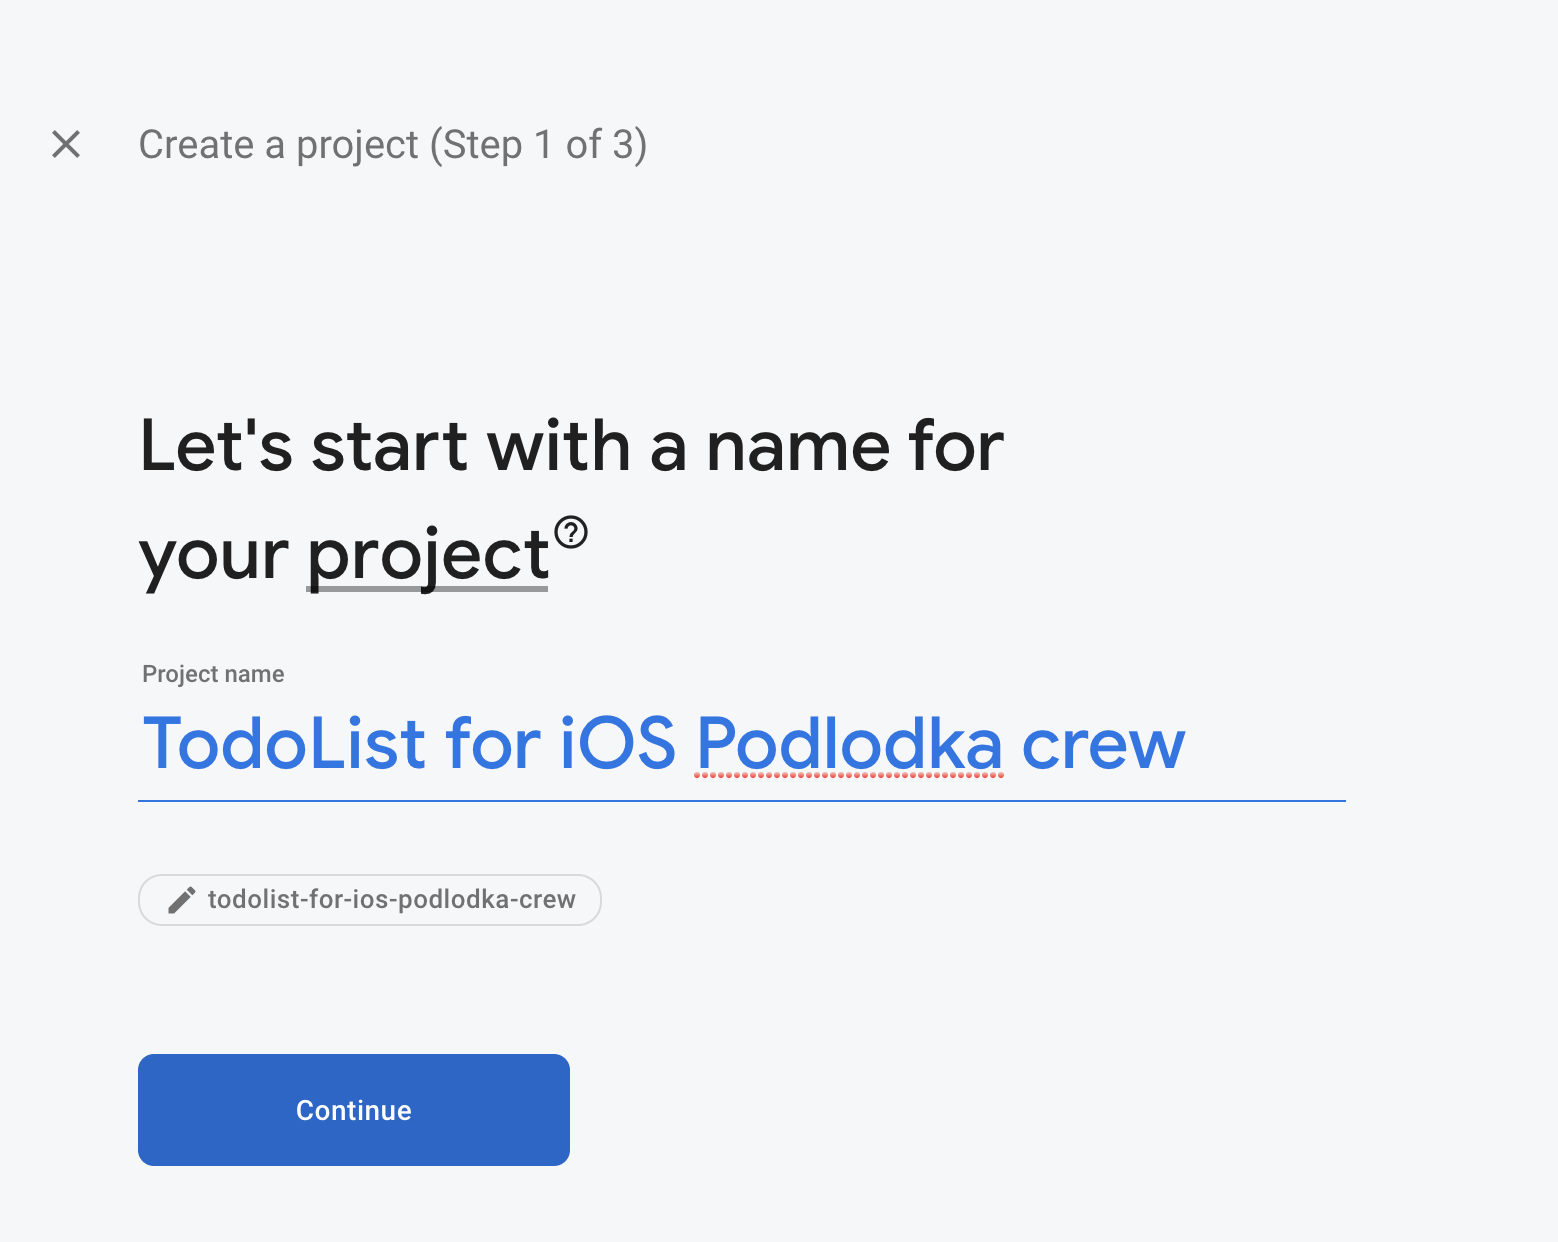 Create a project (Step 1 of 3)
Let's start with a name for
your project
Project name
TodoList for iOS Podlodka crew
todolist-for-ios-podlodka-crew
Continue